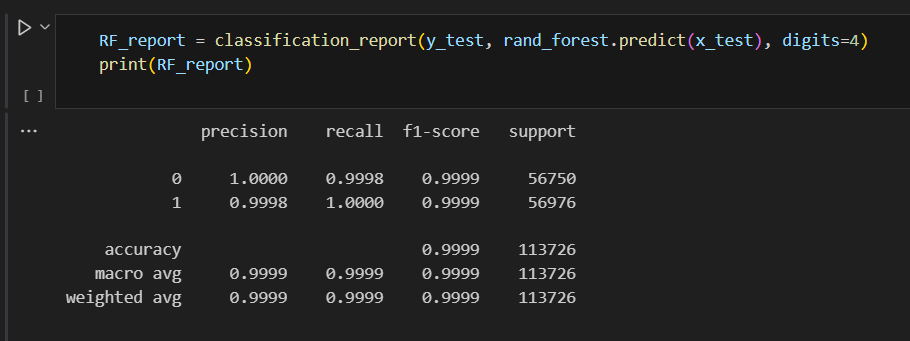 RF_report = classification_report(y_test, rand_forest.predict(x_test), digits=4)
print(RF_report)
[ ]
...
precision recall f1-score support
0 1.0000 0.9998 0.9999 56750
1 0.9998 1.0000 0.9999 56976
accuracy 0.9999 113726
macro avg 0.9999 0.9999 0.9999 113726
weighted avg 0.9999 0.9999 0.9999 113726